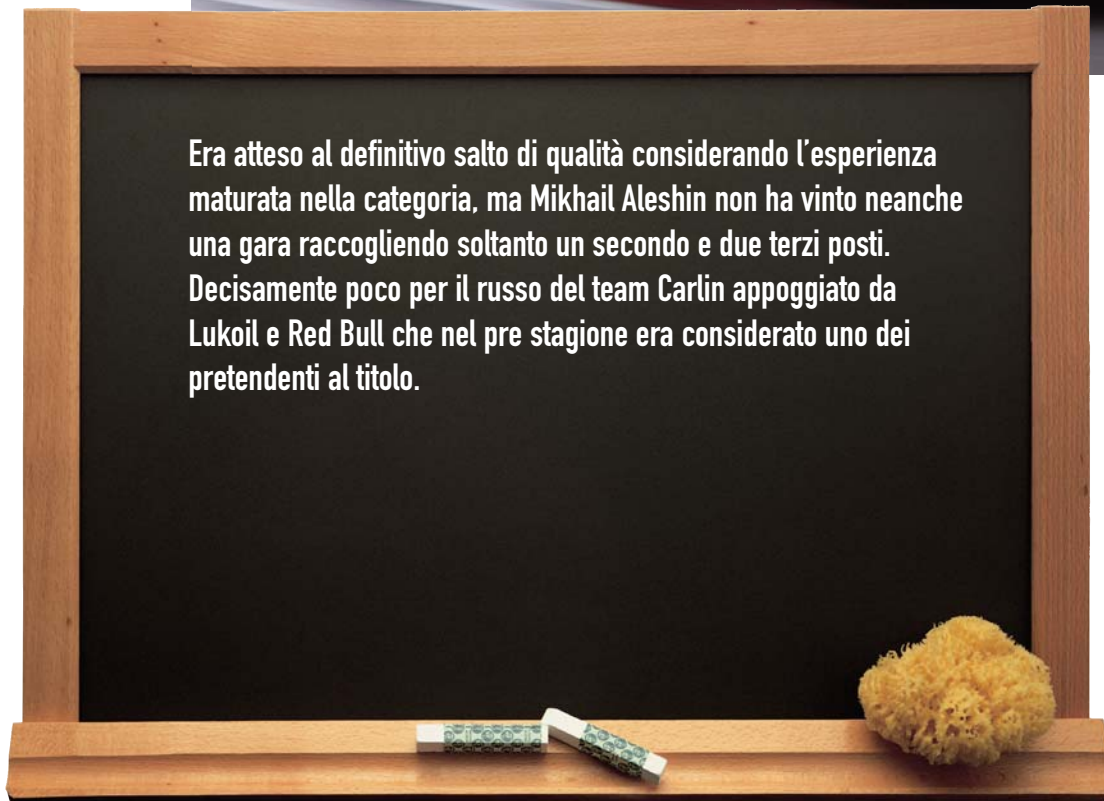 Era atteso al definitivo salto di qualità considerando l’esperienza
maturata nella categoria, ma Mikhail Aleshin non ha vinto neanche
una gara raccogliendo soltanto un secondo e due terzi posti.
Decisamente poco per il russo del team Carlin appoggiato da
Lukoil e Red Bull che nel pre stagione era considerato uno dei
pretendenti al titolo.